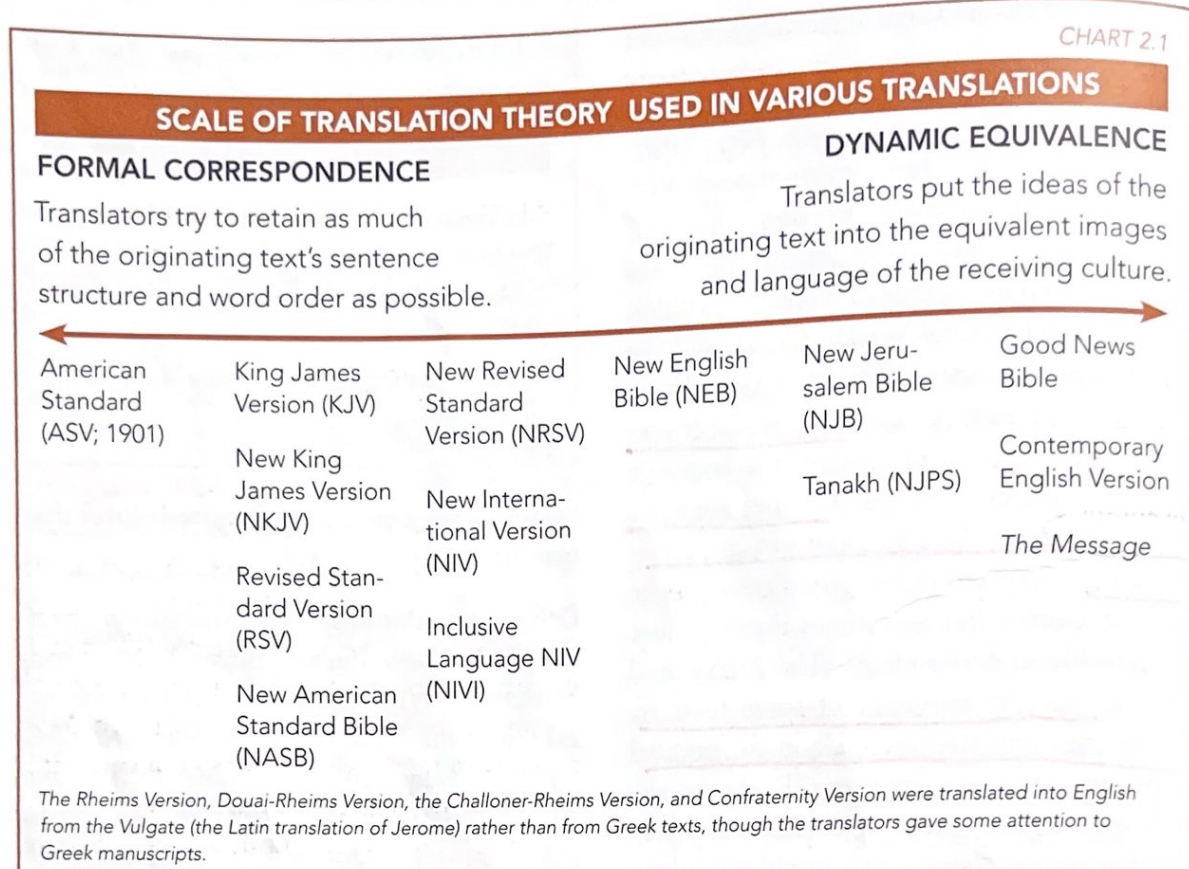 CHART 2.1
SCALE OF TRANSLATION THEORY USED IN VARIOUS TRANSLATIONS
FORMAL CORRESPONDENCE
Translators try to retain as much
of the originating text's sentence
structure and word order as possible.
DYNAMIC EQUIVALENCE
Translators put the ideas of the
originating text into the equivalent images
and language of the receiving culture.
American
Standard
(ASV; 1901)
King James
Version (KJV)
New King
James Version
(NKJV)
Revised Stan-
dard Version
(RSV)
New American
Standard Bible
(NASB)
New Revised
Standard
Version (NRSV)
New Interna-
tional Version
(NIV)
Inclusive
Language NIV
(NIVI)
New English
Bible (NEB)
New Jeru-
salem Bible
(NJB)
Tanakh (NJPS)
Good News
Bible
Contemporary
English Version
The Message
The Rheims Version, Douai-Rheims Version, the Challoner-Rheims Version, and Confraternity Version were translated into English
from the Vulgate (the Latin translation of Jerome) rather than from Greek texts, though the translators gave some attention to
Greek manuscripts.